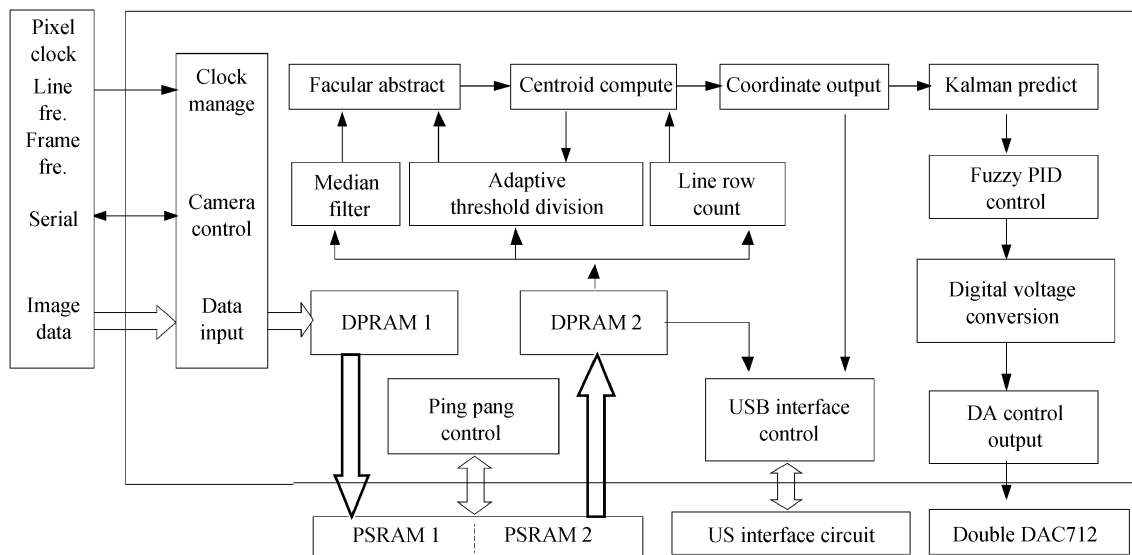 Pixel
clock
Line
fre.
Frame
fre.
Serial
Image
data
Clock
manage
Camera
control
Data
input
Facular abstract
Centroid compute
Coordinate output
Kalman predict
Median
filter
Adaptive
threshold division
Line row
count
Fuzzy PID
control
DPRAM 1
DPRAM 2
Digital voltage
conversion
Ping pang
control
USB interface
control
DA control
output
PSRAM 1
PSRAM 2
US interface circuit
Double DAC712